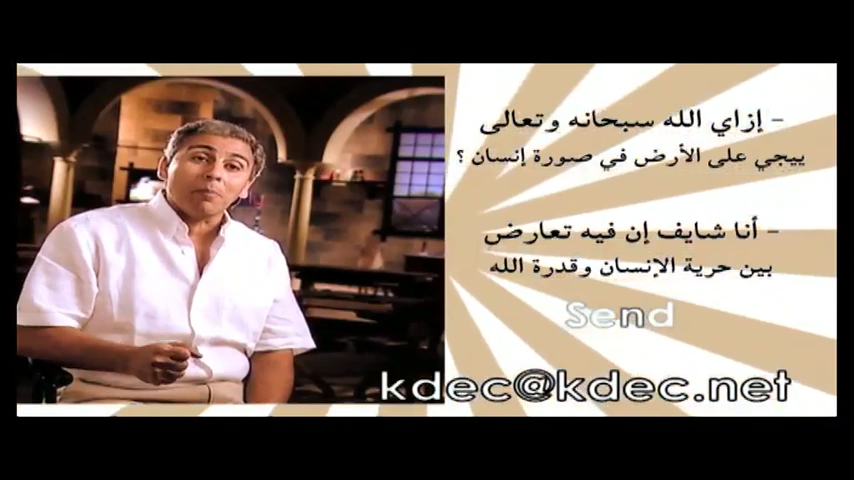 - إزاي الله سبحانه وتعالى
ييجي على الأرض في صورة إنسان ؟
- أنا شايف إن فيه تعارض
بين حرية الإنسان وقدرة الله
Send
kdec@kdec.net